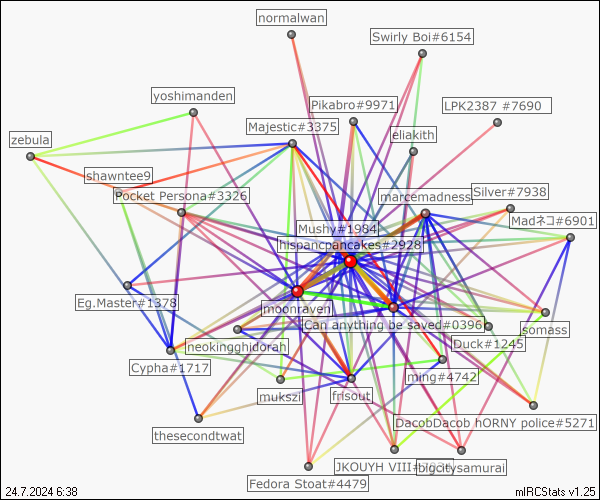 normalwan
Swirly Boi#6154
yoshimanden
Pikabro#9971
LPK2387 #7690
Majestic#3375
eliakith
zebula
shawntee9
Pocket Persona#3326
marcemadness
Silver#7938
Madネコ#6901
Mushy#1984
hispancpancakes#2928
Eg.Master#1378
moonraven
Can anything be saved#0396
somass
neokingghidorah
Duck#1245
Cypha#1717
ming#4742
mukszi
frisout
DacobDacob hORNY police#5271
thesecondtwat
JKOUYH VIII#
bigcitysamurai
Fedora Stoat#4479
24.7.2024 6:38
mIRCStats v1.25